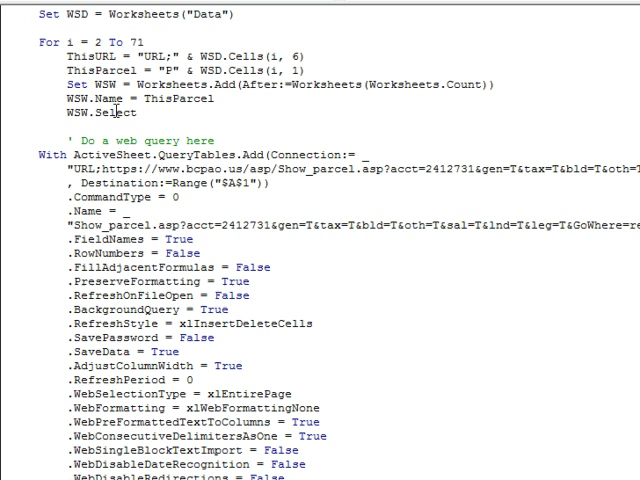 Set WSD = Worksheets("Data")
For i = 2 To 71
ThisURL = "URL;" & WSD.Cells(i, 6)
ThisParcel = "P" & WSD.Cells(i, 1)
Set WSW = Worksheets.Add(After:=Worksheets(Worksheets.Count))
WSW.Name = ThisParcel
WSW.Select
' Do a web query here
With ActiveSheet.QueryTables.Add(Connection:= _
"URL;https://www.bcpao.us/asp/Show_parcel.asp?acct=2412731&gen=T&tax=T&bld=T&oth=T
, Destination:=Range("$A$1"))
.CommandType = 0
.Name = _
"Show_parcel.asp?acct=2412731&gen=T&tax=T&bld=T&oth=T&sal=T&lnd=T&leg=T&GoWhere=re
.FieldNames = True
.RowNumbers = False
.FillAdjacentFormulas = False
.PreserveFormatting = True
.RefreshOnFileOpen = False
.BackgroundQuery = True
.RefreshStyle = xlInsertDeleteCells
.SavePassword = False
.SaveData = True
.AdjustColumnWidth = True
.RefreshPeriod = 0
.WebSelectionType = xlEntirePage
.WebFormatting = xlWebFormattingNone
.WebPreFormattedTextToColumns = True
.WebConsecutiveDelimitersAsOne = True
.WebSingleBlockTextImport = False
.WebDisableDateRecognition = False
.WebDisableRedirections = False